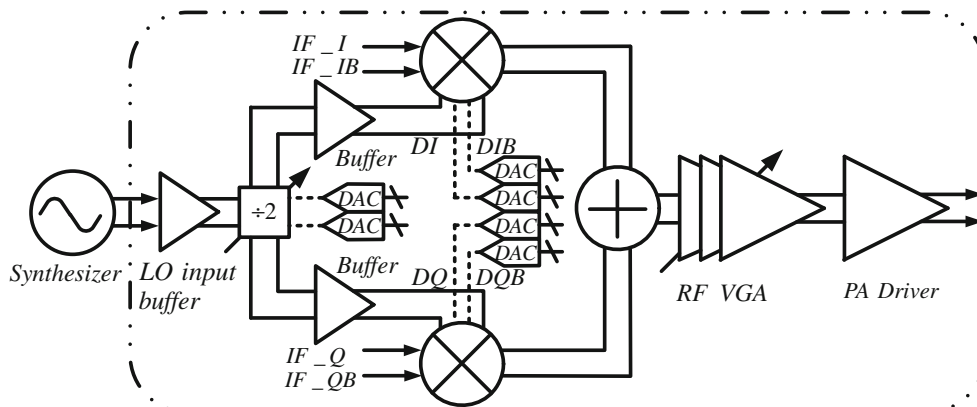 IF_I
IF_IB
DI
DIB
Buffer
DAC
DAC
DAC
DAC
DAC
DAC
÷2
Synthesizer
LO input
buffer
Buffer
DQ
DQB
RF VGA
PA Driver
IF_Q
IF_QB